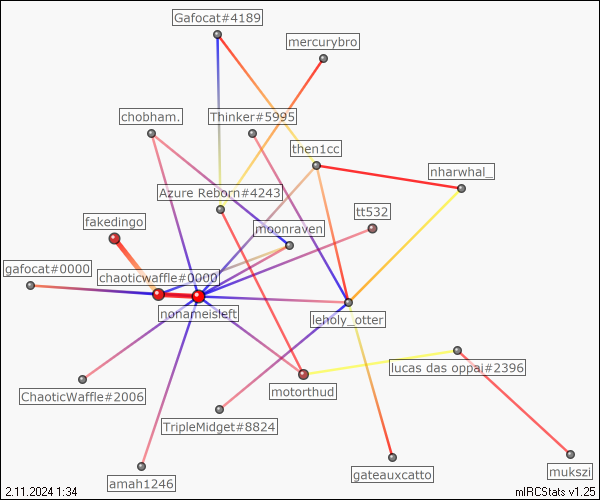 Gafocat#4189
mercurybro
chobham.
Thinker#5995
then1cc
nharwhal_
Azure Reborn#4243
tt532
fakedingo
moonraven
gafocat#0000
chaoticwaffle#0000
nonameisleft
leholy_otter
lucas das oppai#2396
ChaoticWaffle#2006
motorthud
TripleMidget#8824
amah1246
gateauxcatto
mukszi
2.11.2024 1:34
mIRCStats v1.25